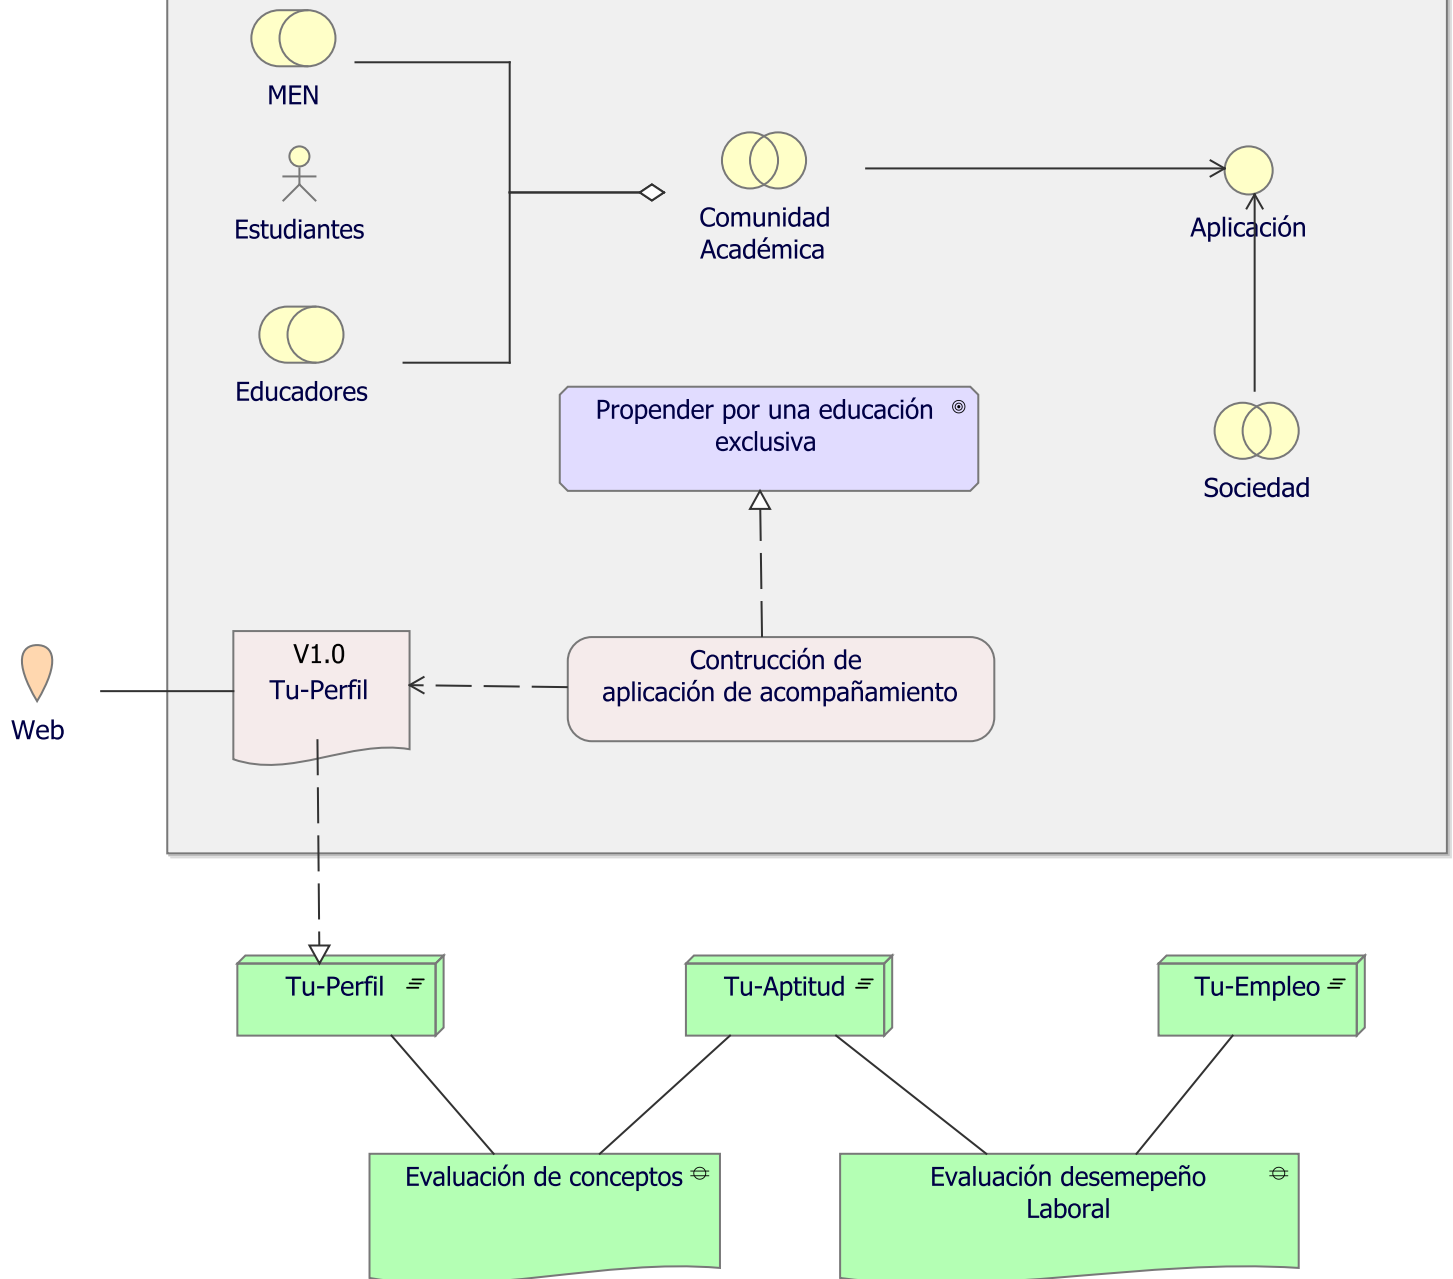 MEN
Estudiantes
Comunidad
Académica
Aplicación
Educadores
Propender por una educación
exclusiva
Sociedad
V1.0
Tu-Perfil
Contrucción de
aplicación de acompañamiento
Web
Tu-Perfil
Tu-Aptitud
Tu-Empleo
Evaluación de conceptos
Evaluación desemepeño
Laboral